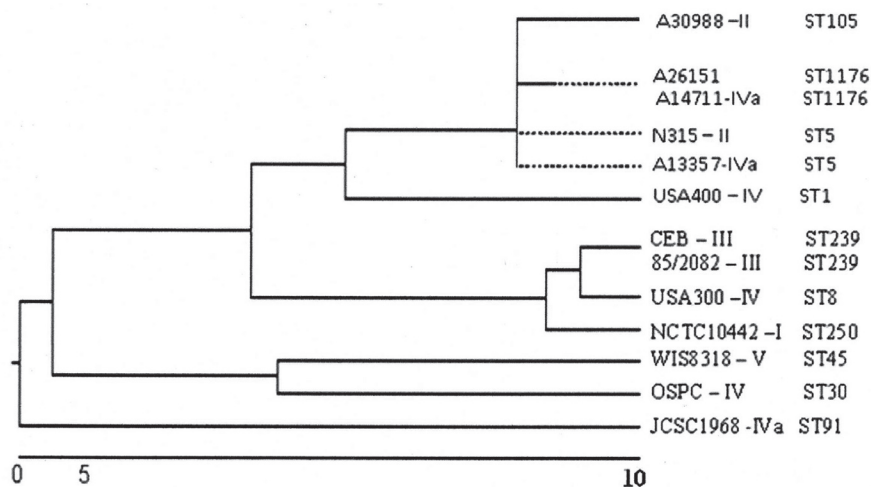 A30988-II ST105
A26151 ST1176
A14711-IVa ST1176
N315-II ST5
A13357-IVa ST5
USA400-IV ST1
CEB-III ST239
85/2082-III ST239
USA300-IV ST8
NCTC10442-I ST250
WIS8318-V ST45
OSPC-IV ST30
JCSC1968-IVa ST91
0 5 10